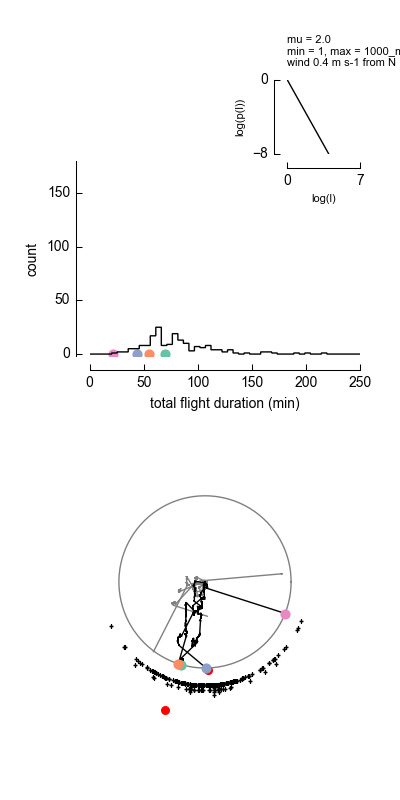 mu = 2.0
min = 1, max = 1000_m
wind 0.4 m s-1 from N
0
log(p(l))
−8
0 7
log(l)
150
100
50
0
count
0 50 100 150 200 250
total flight duration (min)